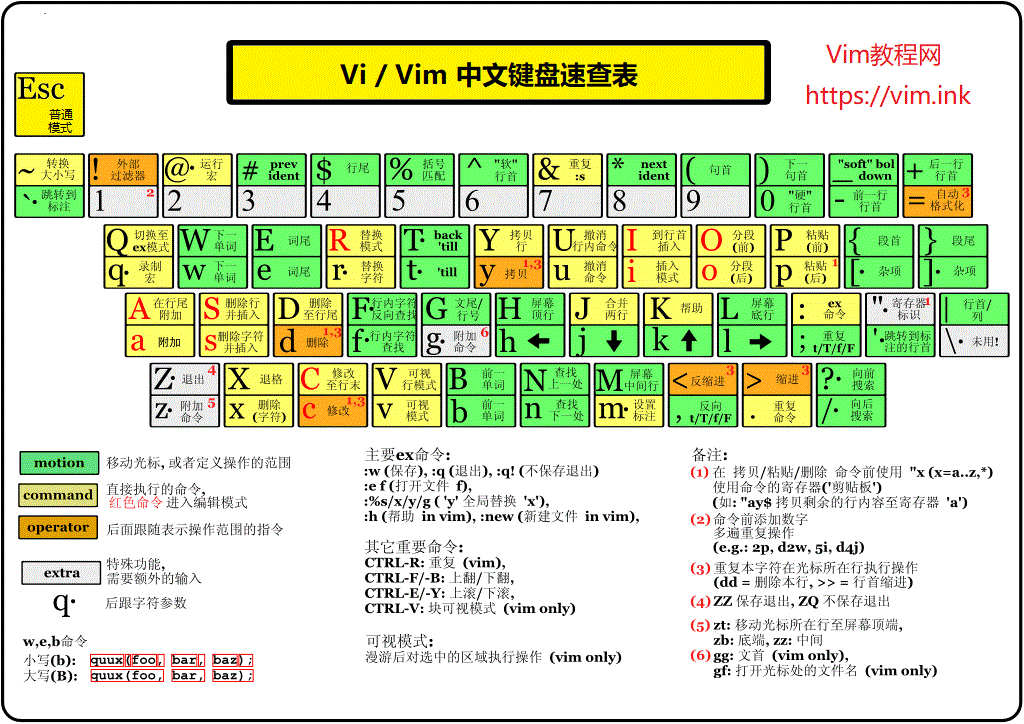 Vi / Vim 中文键盘速查表
Vim教程网
https://vim.ink
Esc
普通
模式
~ 转换
大小写
! 外部
过滤器
@· 运行
宏
# prev
ident
$ 行尾
% 括号
匹配
^ "软"
行首
& 重复
:s
* next
ident
( 句首
) 下一
句首
"soft" bol
_ down
+ 后一行
行首
`· 跳转到
标注
1 2
2
3
4
5
6
7
8
9
0 "硬"
行首
- 前一行
行首
= 自动 3
格式化
Q 切换至
ex模式
W 下一
单词
E 词尾
R 替换
模式
T· back
'till
Y 拷贝
行
U 撤消
行内命令
I 到行首
插入
O 分段
(前)
P 粘贴
(前)
{ 段首
} 段尾
q· 录制
宏
w 下一
单词
e 词尾
r· 替换
字符
t· 'till
y 拷贝 1,3
u 撤消
命令
i 插入
模式
o 分段
(后)
p 粘贴 1
(后)
[· 杂项
]· 杂项
A 在行尾
附加
S 删除行
并插入
D 删除
至行尾
F· 行内字符
反向查找
G 文尾/
行号
H 屏幕
顶行
J 合并
两行
K 帮助
L 屏幕
底行
: ex
命令
"· 寄存器 1
标识
| 行首/
列
a 附加
s 删除字符
并插入
d 删除 1,3
f· 行内字符
查找
g· 附加 6
命令
h ←
j ↓
k ↑
l →
; 重复
t/T/f/F
'· 跳转到标
注的行首
\· 未用!
Z· 退出 4
X 退格
C 修改
至行末
V 可视
行模式
B 前一
单词
N 查找
上一处
M 屏幕
中间行
< 反缩进 3
> 缩进 3
?· 向前
搜索
z· 附加 5
命令
x 删除
(字符)
c 修改 1,3
v 可视
模式
b 前一
单词
n 查找
下一处
m· 设置
标注
, 反向
t/T/f/F
. 重复
命令
/· 向后
搜索
motion 移动光标, 或者定义操作的范围
command 直接执行的命令,
红色命令 进入编辑模式
operator 后面跟随表示操作范围的指令
extra 特殊功能,
需要额外的输入
q· 后跟字符参数
w,e,b命令
小写(b): quux(foo, bar, baz);
大写(B): quux(foo, bar, baz);
主要ex命令:
:w (保存), :q (退出), :q! (不保存退出)
:e f (打开文件 f),
:%s/x/y/g ( 'y' 全局替换 'x'),
:h (帮助 in vim), :new (新建文件 in vim),
其它重要命令:
CTRL-R: 重复 (vim),
CTRL-F/-B: 上翻/下翻,
CTRL-E/-Y: 上滚/下滚,
CTRL-V: 块可视模式 (vim only)
可视模式:
漫游后对选中的区域执行操作 (vim only)
备注:
(1) 在 拷贝/粘贴/删除 命令前使用 "x (x=a..z,*)
使用命令的寄存器('剪贴板')
(如: "ay$ 拷贝剩余的行内容至寄存器 'a')
(2) 命令前添加数字
多遍重复操作
(e.g.: 2p, d2w, 5i, d4j)
(3) 重复本字符在光标所在行执行操作
(dd = 删除本行, >> = 行首缩进)
(4) ZZ 保存退出, ZQ 不保存退出
(5) zt: 移动光标所在行至屏幕顶端,
zb: 底端, zz: 中间
(6) gg: 文首 (vim only),
gf: 打开光标处的文件名 (vim only)